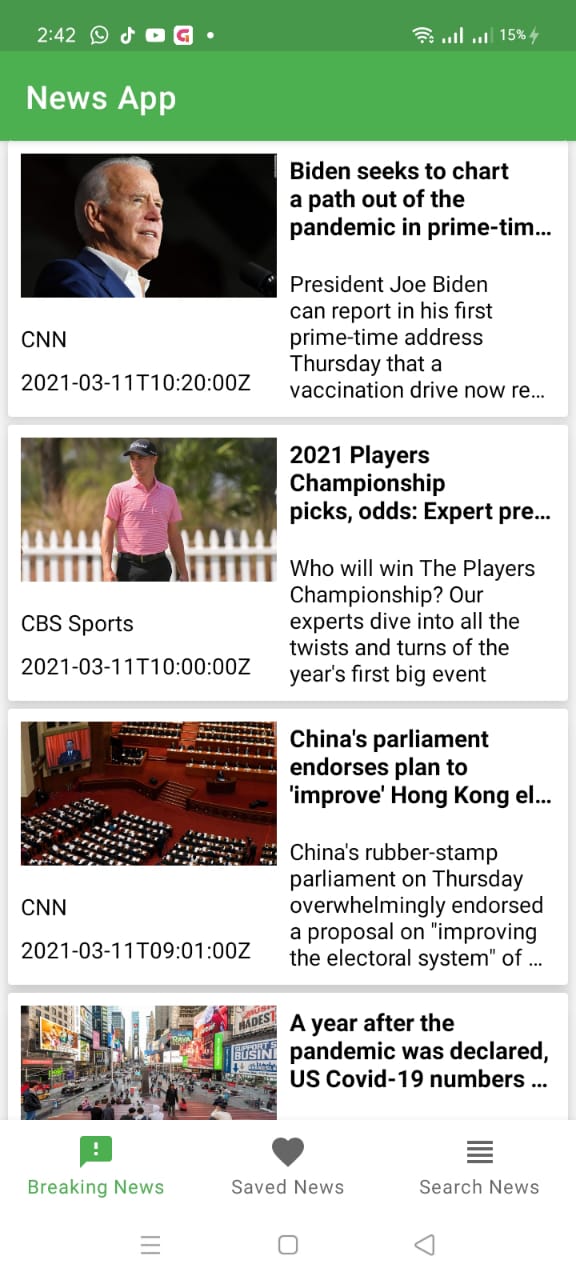 2:42
15%
News App
Biden seeks to chart
a path out of the
pandemic in prime-tim...
President Joe Biden
can report in his first
prime-time address
Thursday that a
vaccination drive now re...
CNN
2021-03-11T10:20:00Z
2021 Players
Championship
picks, odds: Expert pre...
Who will win The Players
Championship? Our
experts dive into all the
twists and turns of the
year's first big event
CBS Sports
2021-03-11T10:00:00Z
China's parliament
endorses plan to
'improve' Hong Kong el...
China's rubber-stamp
parliament on Thursday
overwhelmingly endorsed
a proposal on "improving
the electoral system" of ...
CNN
2021-03-11T09:01:00Z
A year after the
pandemic was declared,
US Covid-19 numbers ...
SUPPORT
BUSIN
Breaking News
Saved News
Search News